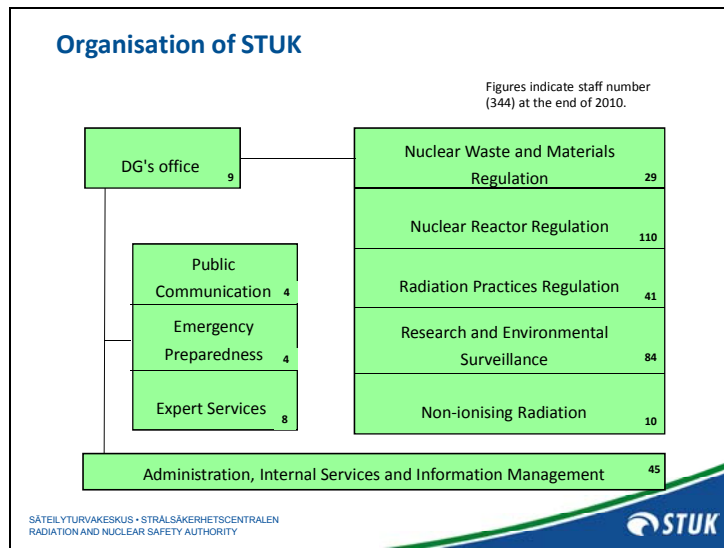 Organisation of STUK
Figures indicate staff number
(344) at the end of 2010.
DG's office 9
Nuclear Waste and Materials
Regulation 29
Nuclear Reactor Regulation
110
Public
Communication 4
Radiation Practices Regulation 41
Emergency
Preparedness 4
Research and Environmental
Surveillance 84
Expert Services 8
Non-ionising Radiation 10
Administration, Internal Services and Information Management 45
SÄTEILYTURVAKESKUS • STRÅLSÄKERHETSCENTRALEN
RADIATION AND NUCLEAR SAFETY AUTHORITY
STUK